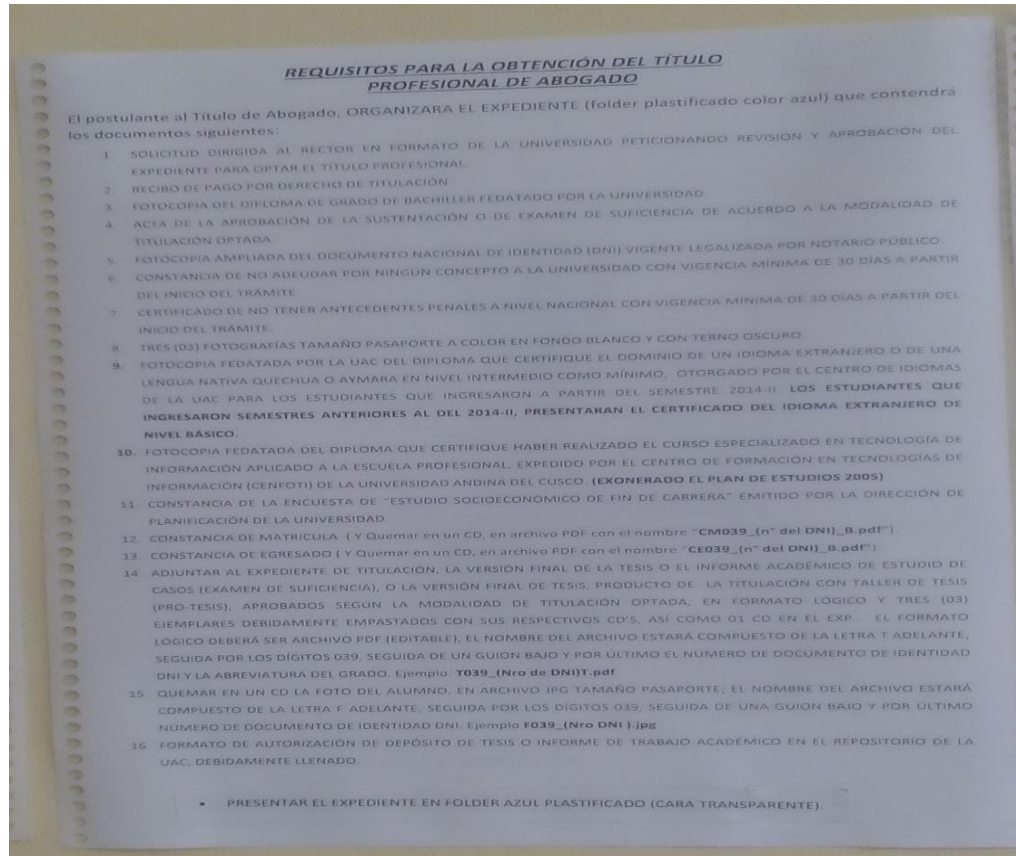 REQUISITOS PARA LA OBTENCIÓN DEL TÍTULO
PROFESIONAL DE ABOGADO
El postulante al Título de Abogado, ORGANIZARA EL EXPEDIENTE (folder plastificado color azul) que contendrá
los documentos siguientes:
1. SOLICITUD DIRIGIDA AL RECTOR EN FORMATO DE LA UNIVERSIDAD PETICIONANDO REVISIÓN Y APROBACIÓN DEL
EXPEDIENTE PARA OPTAR EL TÍTULO PROFESIONAL
2. RECIBO DE PAGO POR DERECHO DE TITULACIÓN
3. FOTOCOPIA DEL DIPLOMA DE GRADO DE BACHILLER FEDATADO POR LA UNIVERSIDAD
4. ACTA DE LA APROBACIÓN DE LA SUSTENTACIÓN O DE EXAMEN DE SUFICIENCIA DE ACUERDO A LA MODALIDAD DE
TITULACIÓN OPTADA.
5. FOTOCOPIA AMPLIADA DEL DOCUMENTO NACIONAL DE IDENTIDAD (DNI) VIGENTE LEGALIZADA POR NOTARIO PÚBLICO
6. CONSTANCIA DE NO ADEUDAR POR NINGUN CONCEPTO A LA UNIVERSIDAD CON VIGENCIA MÍNIMA DE 30 DÍAS A PARTIR
DEL INICIO DEL TRÁMITE
7. CERTIFICADO DE NO TENER ANTECEDENTES PENALES A NIVEL NACIONAL CON VIGENCIA MÍNIMA DE 30 DÍAS A PARTIR DEL
INICIO DEL TRÁMITE.
8. TRES (03) FOTOGRAFÍAS TAMAÑO PASAPORTE A COLOR EN FONDO BLANCO Y CON TERNO OSCURO
9. FOTOCOPIA FEDATADA POR LA UAC DEL DIPLOMA QUE CERTIFIQUE EL DOMINIO DE UN IDIOMA EXTRANJERO O DE UNA
LENGUA NATIVA QUECHUA O AYMARA EN NIVEL INTERMEDIO COMO MÍNIMO, OTORGADO POR EL CENTRO DE IDIOMAS
DE LA UAC PARA LOS ESTUDIANTES QUE INGRESARON A PARTIR DEL SEMESTRE 2014-II. LOS ESTUDIANTES QUE
INGRESARON SEMESTRES ANTERIORES AL DEL 2014-II, PRESENTARAN EL CERTIFICADO DEL IDIOMA EXTRANJERO DE
NIVEL BÁSICO.
10. FOTOCOPIA FEDATADA DEL DIPLOMA QUE CERTIFIQUE HABER REALIZADO EL CURSO ESPECIALIZADO EN TECNOLOGÍA DE
INFORMACIÓN APLICADO A LA ESCUELA PROFESIONAL, EXPEDIDO POR EL CENTRO DE FORMACIÓN EN TECNOLOGÍAS DE
INFORMACIÓN (CENFOTI) DE LA UNIVERSIDAD ANDINA DEL CUSCO. (EXONERADO EL PLAN DE ESTUDIOS 2005)
11. CONSTANCIA DE LA ENCUESTA DE "ESTUDIO SOCIOECONÓMICO DE FIN DE CARRERA" EMITIDO POR LA DIRECCIÓN DE
PLANIFICACIÓN DE LA UNIVERSIDAD.
12. CONSTANCIA DE MATRICULA ( Y Quemar en un CD, en archivo PDF con el nombre "CM039_(n° del DNI)_B.pdf").
13. CONSTANCIA DE EGRESADO ( Y Quemar en un CD, en archivo PDF con el nombre "CE039_(n° del DNI)_B.pdf").
14. ADJUNTAR AL EXPEDIENTE DE TITULACIÓN, LA VERSIÓN FINAL DE LA TESIS O EL INFORME ACADÉMICO DE ESTUDIO DE
CASOS (EXAMEN DE SUFICIENCIA), O LA VERSIÓN FINAL DE TESIS, PRODUCTO DE LA TITULACIÓN CON TALLER DE TESIS
(PRO-TESIS), APROBADOS SEGÚN LA MODALIDAD DE TITULACIÓN OPTADA, EN FORMATO LÓGICO Y TRES (03)
EJEMPLARES DEBIDAMENTE EMPASTADOS CON SUS RESPECTIVOS CD'S, ASÍ COMO 01 CD EN EL EXP. EL FORMATO
LÓGICO DEBERÁ SER ARCHIVO PDF (EDITABLE), EL NOMBRE DEL ARCHIVO ESTARÁ COMPUESTO DE LA LETRA T ADELANTE,
SEGUIDA POR LOS DÍGITOS 039, SEGUIDA DE UN GUION BAJO Y POR ÚLTIMO EL NÚMERO DE DOCUMENTO DE IDENTIDAD
DNI Y LA ABREVIATURA DEL GRADO. Ejemplo. T039_(Nro de DNI)T.pdf
15. QUEMAR EN UN CD LA FOTO DEL ALUMNO, EN ARCHIVO JPG TAMAÑO PASAPORTE; EL NOMBRE DEL ARCHIVO ESTARÁ
COMPUESTO DE LA LETRA F ADELANTE, SEGUIDA POR LOS DÍGITOS 039, SEGUIDA DE UNA GUION BAJO Y POR ÚLTIMO
NÚMERO DE DOCUMENTO DE IDENTIDAD DNI. Ejemplo F039_(Nro DNI ).jpg
16. FORMATO DE AUTORIZACIÓN DE DEPÓSITO DE TESIS O INFORME DE TRABAJO ACADÉMICO EN EL REPOSITORIO DE LA
UAC, DEBIDAMENTE LLENADO.
• PRESENTAR EL EXPEDIENTE EN FOLDER AZUL PLASTIFICADO (CARA TRANSPARENTE).